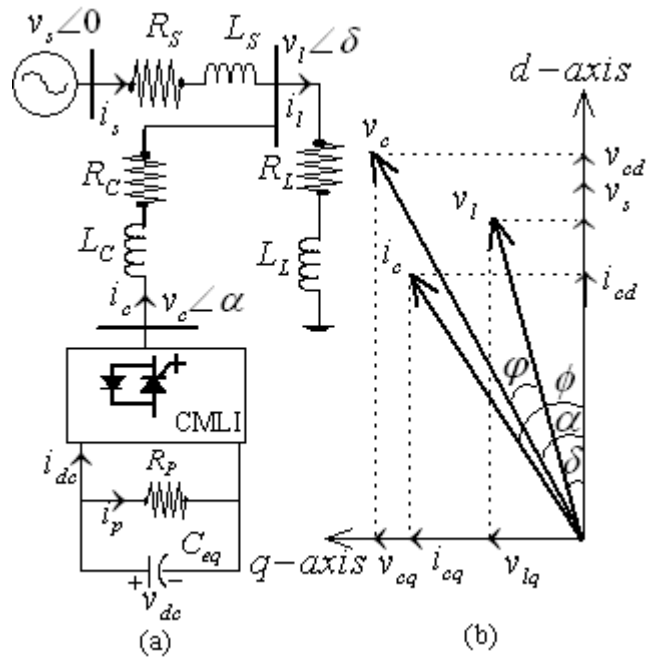 v_s∠0
R_S
L_S
v_l∠δ
i_s
i_l
R_C
R_L
L_C
L_L
i_c
v_c∠α
CMLI
i_dc
R_P
i_p
C_eq
+
−
v_dc
(a)
d−axis
v_c
v_cd
v_l
v_s
i_c
i_cd
φ
ϕ
α
δ
q−axis
v_cq
i_cq
v_lq
(b)